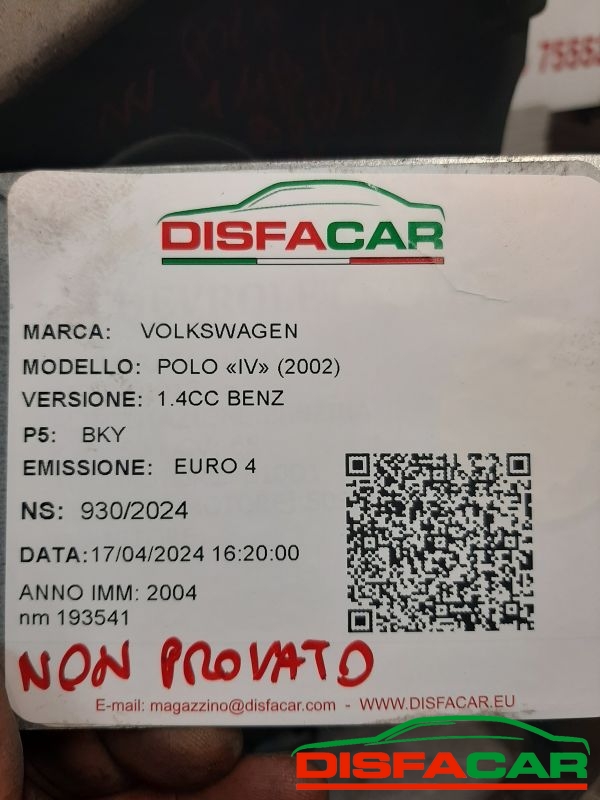 75552
DISFACAR
MARCA: VOLKSWAGEN
MODELLO: POLO «IV» (2002)
VERSIONE: 1.4CC BENZ
P5: BKY
EMISSIONE: EURO 4
NS: 930/2024
DATA:17/04/2024 16:20:00
ANNO IMM: 2004
nm 193541
NON PROVATO
E-mail: magazzino@disfacar.com - WWW.DISFACAR.EU
DISFACAR